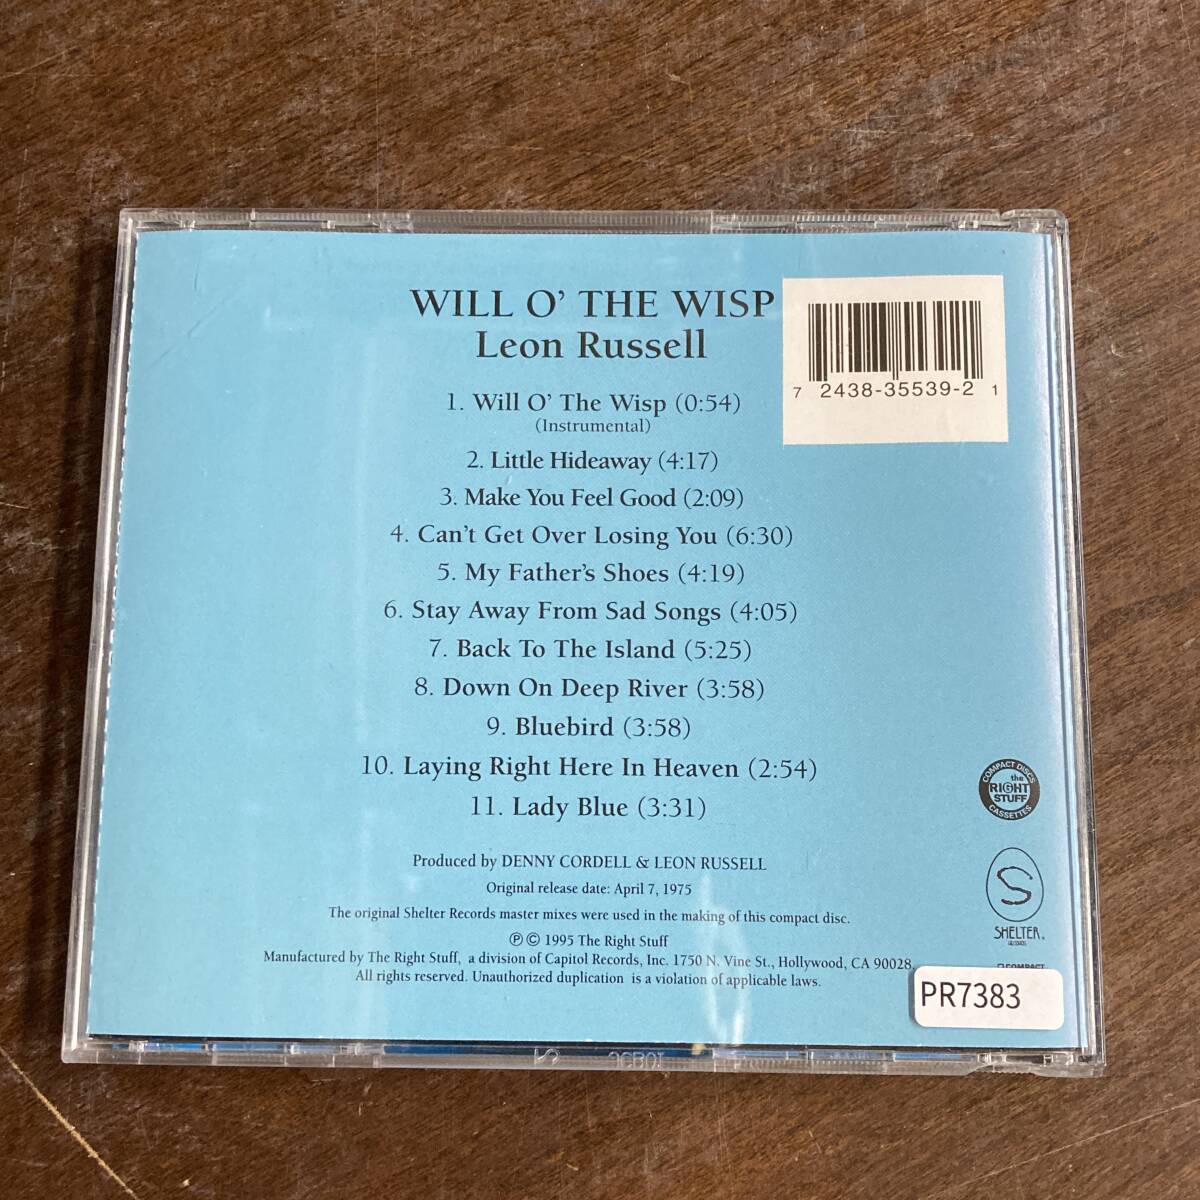 WILL O' THE WISP
Leon Russell
7 2438-35539-2 1
1. Will O' The Wisp (0:54)
(Instrumental)
2. Little Hideaway (4:17)
3. Make You Feel Good (2:09)
4. Can't Get Over Losing You (6:30)
5. My Father's Shoes (4:19)
6. Stay Away From Sad Songs (4:05)
7. Back To The Island (5:25)
8. Down On Deep River (3:58)
9. Bluebird (3:58)
10. Laying Right Here In Heaven (2:54)
11. Lady Blue (3:31)
COMPACT DISCS
the
RIGHT
STUFF
CASSETTES
Produced by DENNY CORDELL & LEON RUSSELL
Original release date: April 7, 1975
The original Shelter Records master mixes were used in the making of this compact disc.
S
SHELTER
℗ © 1995 The Right Stuff
Manufactured by The Right Stuff, a division of Capitol Records, Inc. 1750 N. Vine St., Hollywood, CA 90028.
All rights reserved. Unauthorized duplication is a violation of applicable laws.
COMPACT
PR7383